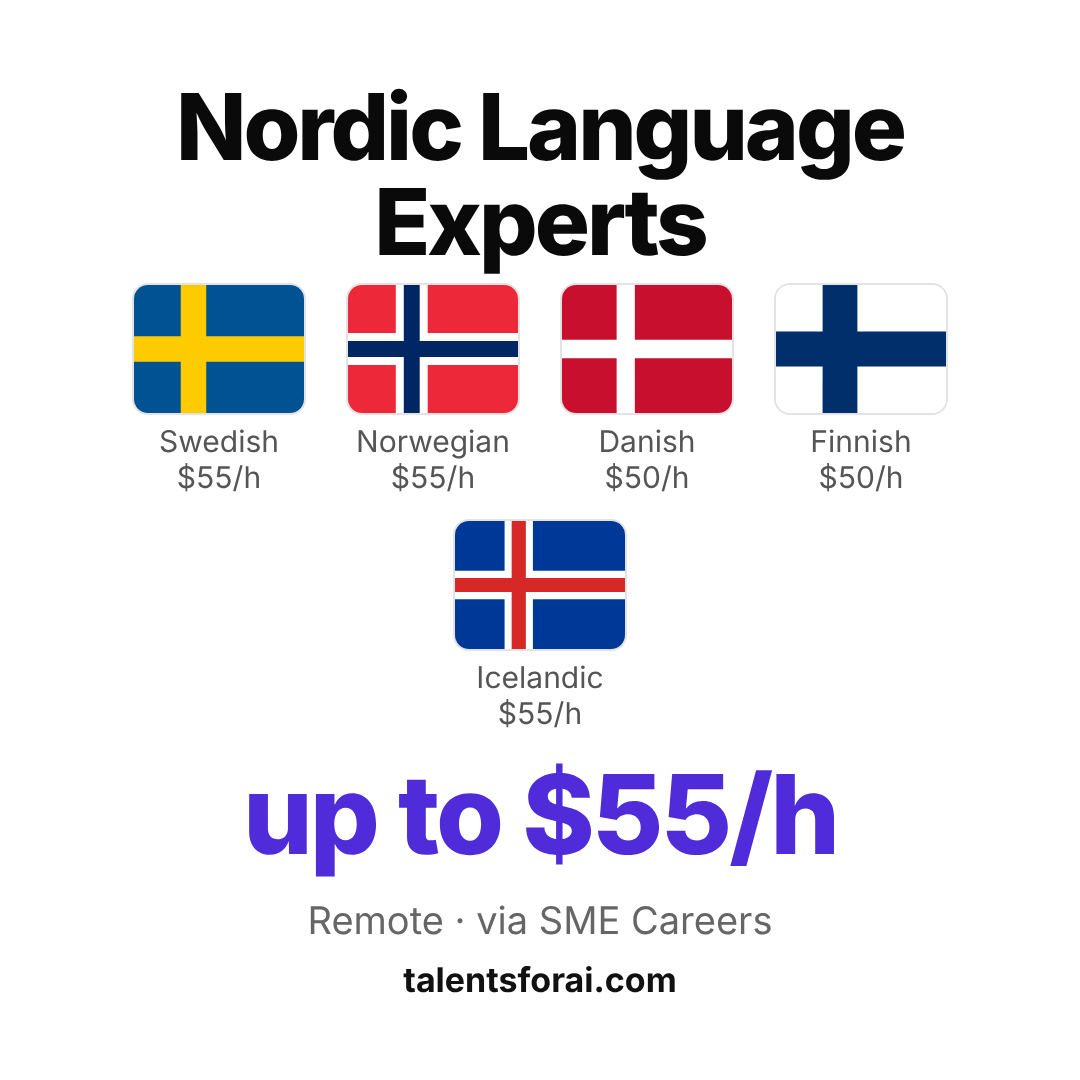 Nordic Language
Experts
Swedish
$55/h
Norwegian
$55/h
Danish
$50/h
Finnish
$50/h
Icelandic
$55/h
up to $55/h
Remote · via SME Careers
talentsforai.com